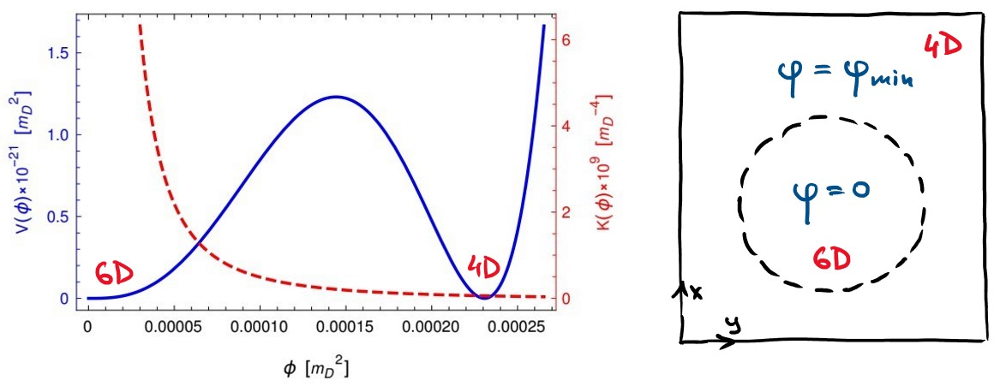 V(ϕ)×10⁻²¹ [m_D²]
1.5
1.0
0.5
0
6D
4D
0 0.00005 0.00010 0.00015 0.00020 0.00025
ϕ [m_D²]
6
4
2
0
K(ϕ)×10⁹ [m_D⁻⁴]
4D
φ = φmin
φ = 0
6D
x
y